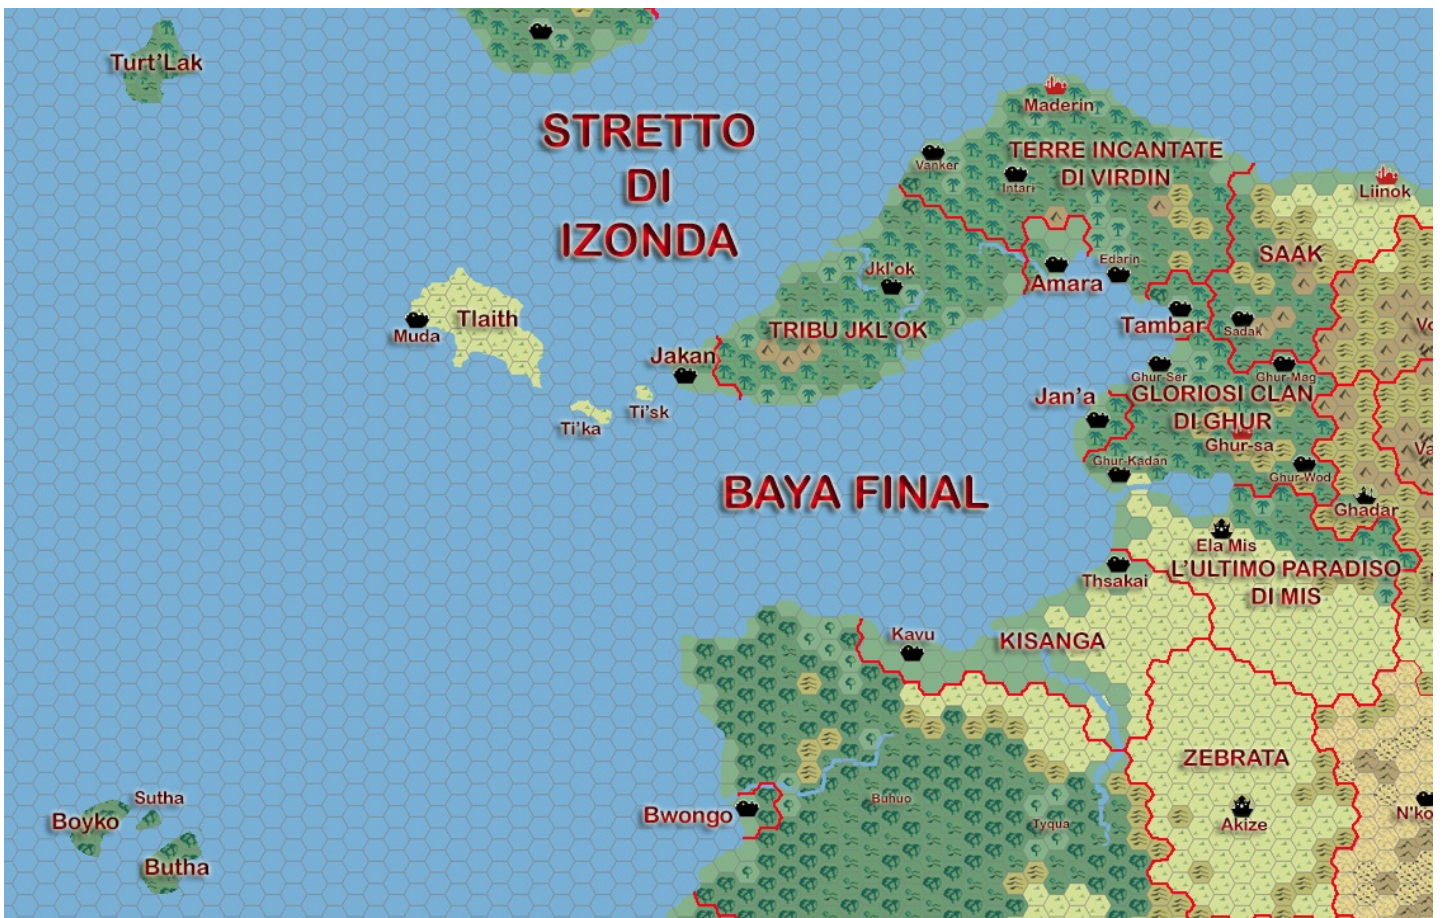 Turt'Lak
STRETTO
DI
IZONDA
Maderin
TERRE INCANTATE
DI VIRDIN
Vanker
Intari
Liinok
SAAK
Edarin
Jkl'ok
Amara
Tlaith
Muda
TRIBU JKL'OK
Tambar
Sadak
Jakan
Ghur-Ser
Ghur-Mag
Ti'sk
Ti'ka
Jan'a
GLORIOSI CLAN
DI GHUR
Ghur-sa
Ghur-Kadan
Ghur-Wod
BAYA FINAL
Ghadar
Ela Mis
L'ULTIMO PARADISO
DI MIS
Thsakai
Kavu
KISANGA
ZEBRATA
Sutha
Boyko
Butha
Bwongo
Buhuo
Tyqua
Akize